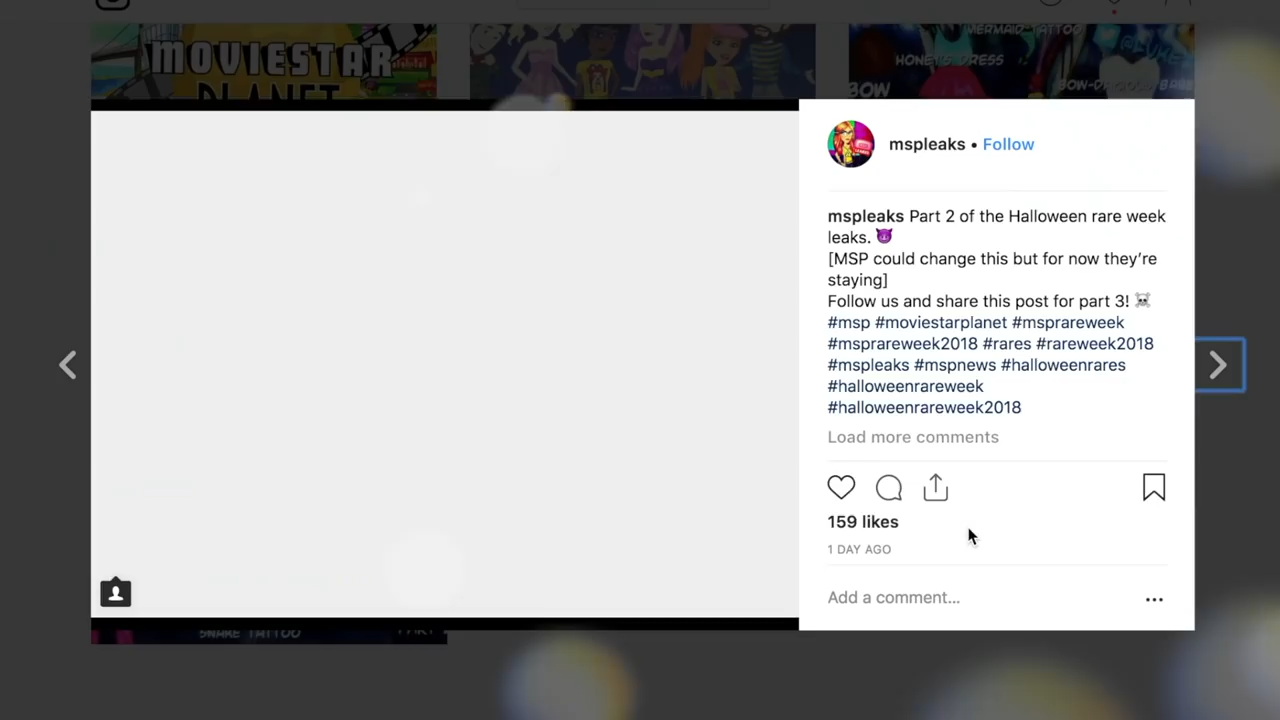 MOVIESTAR
PLANET
MERMAID TATTOO
HONEY'S DRESS
BOW
mspleaks • Follow
mspleaks Part 2 of the Halloween rare week
leaks. 😈
[MSP could change this but for now they're
staying]
Follow us and share this post for part 3! ☠
#msp #moviestarplanet #msprareweek
#msprareweek2018 #rares #rareweek2018
#mspleaks #mspnews #halloweenrares
#halloweenrareweek
#halloweenrareweek2018
Load more comments
159 likes
1 DAY AGO
Add a comment...
SNAKE TATTOO